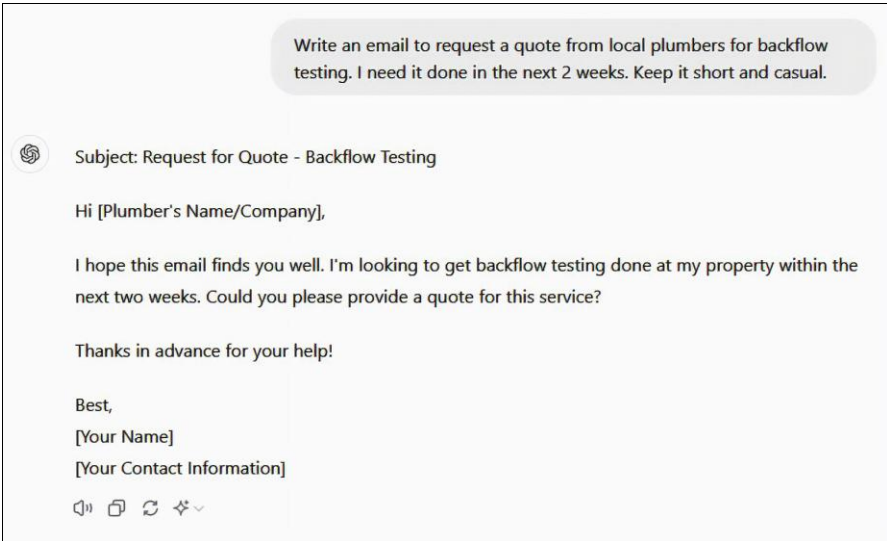 Write an email to request a quote from local plumbers for backflow
testing. I need it done in the next 2 weeks. Keep it short and casual.
Subject: Request for Quote - Backflow Testing
Hi [Plumber's Name/Company],
I hope this email finds you well. I'm looking to get backflow testing done at my property within the
next two weeks. Could you please provide a quote for this service?
Thanks in advance for your help!
Best,
[Your Name]
[Your Contact Information]